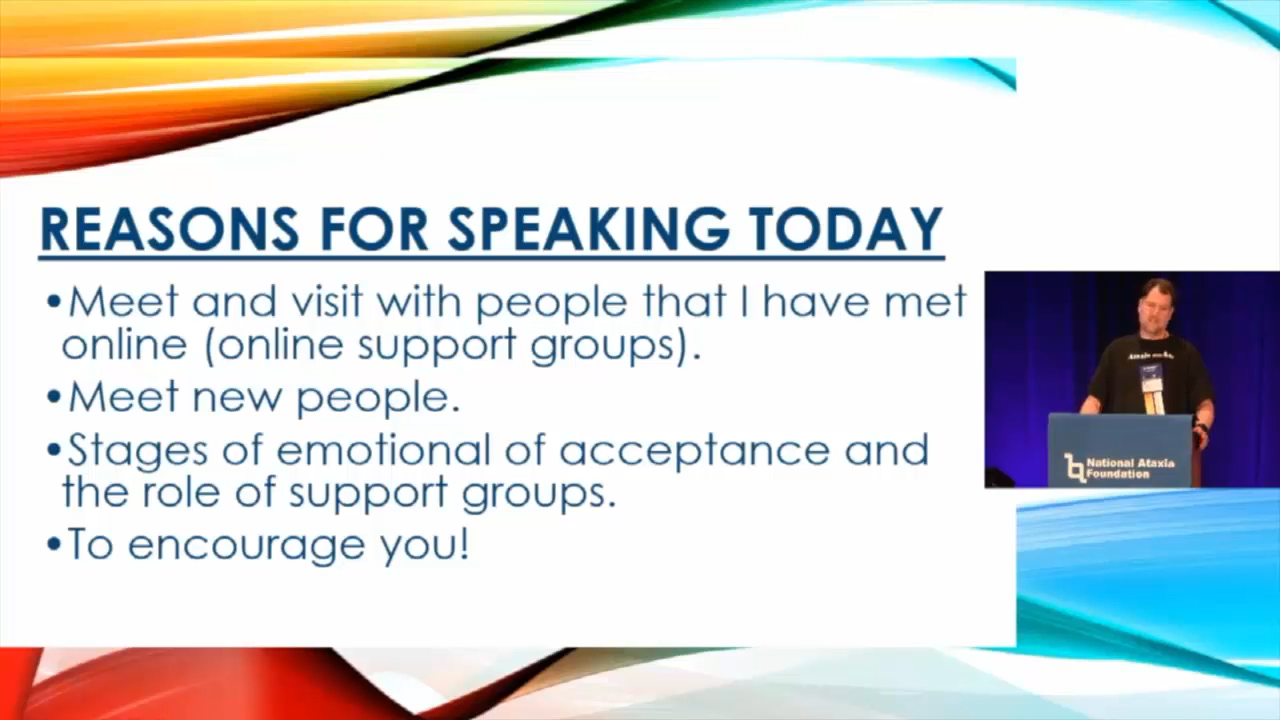 REASONS FOR SPEAKING TODAY
•Meet and visit with people that I have met
online (online support groups).
•Meet new people.
•Stages of emotional of acceptance and
the role of support groups.
•To encourage you!
National Ataxia
Foundation